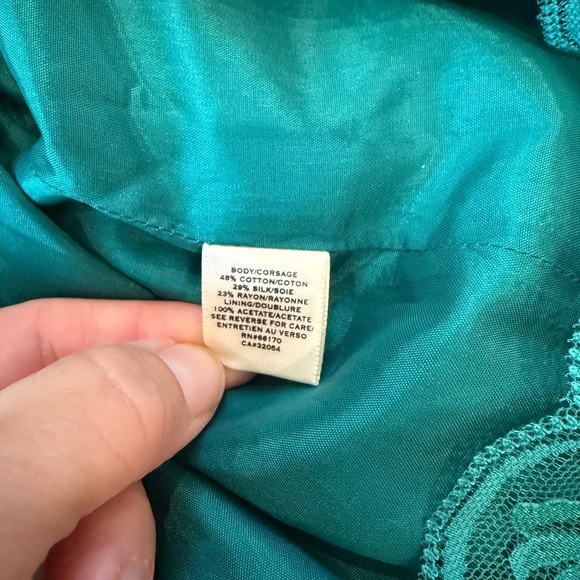 BODY/CORSAGE
48% COTTON/COTON
29% SILK/SOIE
23% RAYON/RAYONNE
LINING/DOUBLURE
100% ACETATE/ACETATE
SEE REVERSE FOR CARE/
ENTRETIEN AU VERSO
RN#66170
CA#32054